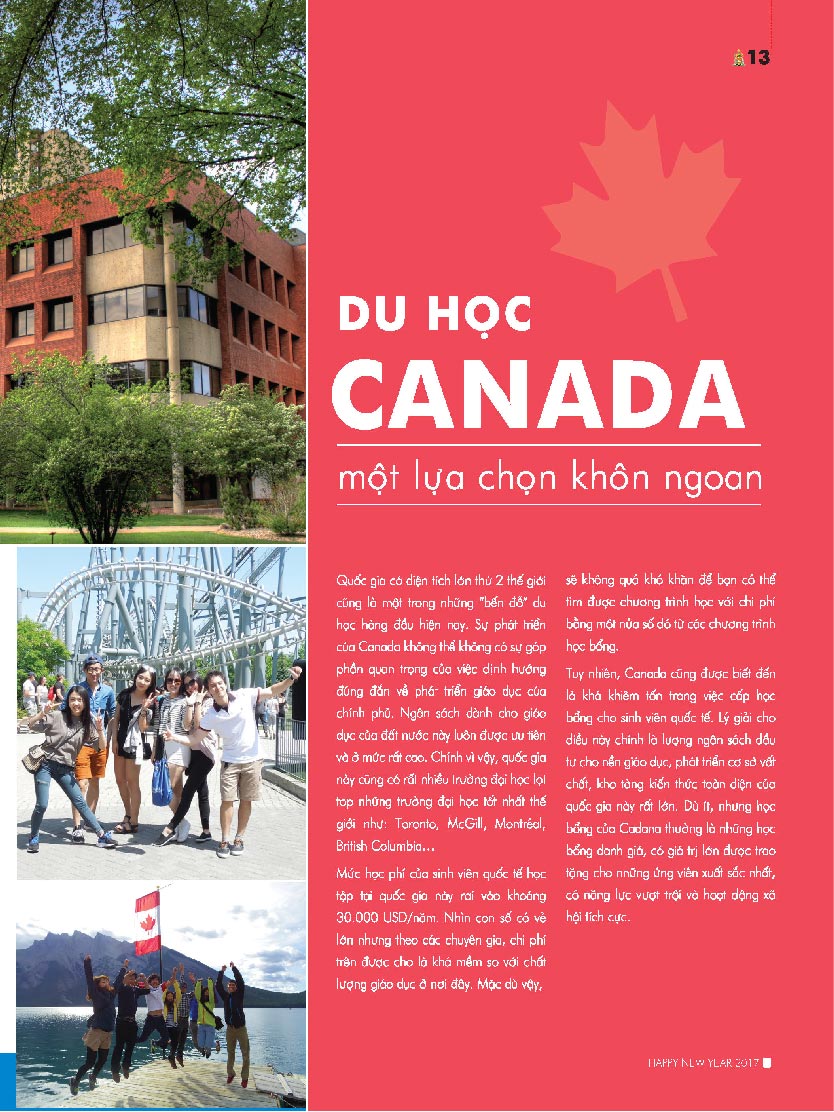 13
DU HỌC
CANADA
một lựa chọn khôn ngoan
Quốc gia có diện tích lớn thứ 2 thế giới
cũng là một trong những "bến đỗ" du
học hàng đầu hiện nay. Sự phát triển
của Canada không thể không có sự góp
phần quan trọng của việc định hướng
đúng đắn về phát triển giáo dục của
chính phủ. Ngân sách dành cho giáo
dục của đất nước này luôn được ưu tiên
và ở mức rất cao. Chính vì vậy, quốc gia
này cũng có rất nhiều trường đại học lọt
top những trường đại học tốt nhất thế
giới như: Toronto, McGill, Montréal,
British Columbia...
Mức học phí của sinh viên quốc tế học
tập tại quốc gia này rơi vào khoảng
30.000 USD/năm. Nhìn con số có vẻ
lớn nhưng theo các chuyên gia, chi phí
trên được cho là khá mềm so với chất
lượng giáo dục ở nơi đây. Mặc dù vậy,
sẽ không quá khó khăn để bạn có thể
tìm được chương trình học với chi phí
bằng một nửa số đó từ các chương trình
học bổng.
Tuy nhiên, Canada cũng được biết đến
là khá khiêm tốn trong việc cấp học
bổng cho sinh viên quốc tế. Lý giải cho
điều này chính là lượng ngân sách đầu
tư cho nền giáo dục, phát triển cơ sở vất
chất, kho tàng kiến thức toàn diện của
quốc gia này rất lớn. Dù ít, nhưng học
bổng của Cadana thường là những học
bổng danh giá, có giá trị lớn được trao
tặng cho những ứng viên xuất sắc nhất,
có năng lực vượt trội và hoạt động xã
hội tích cực.
HAPPY NEW YEAR 2017